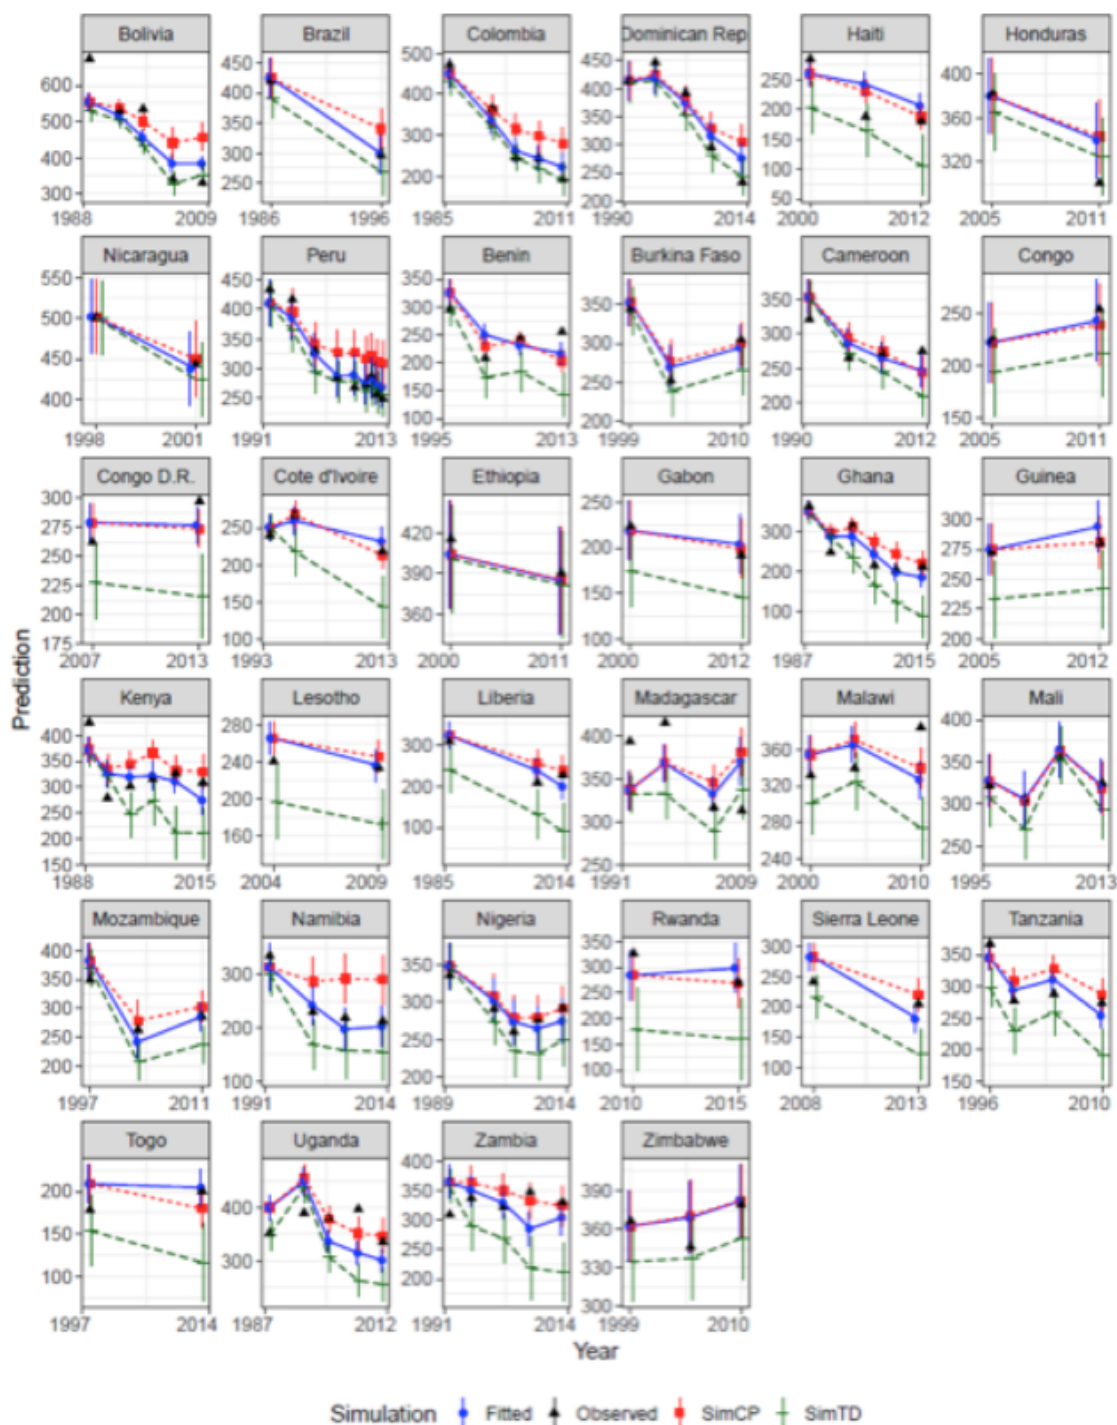 Bolivia Brazil Colombia Dominican Rep Haiti Honduras
600 500 400 300
450 400 350 300 250
500 400 300 200
450 400 350 300 250 200
250 200 150 100 50
400 360 320
1988 2009 1986 1996 1985 2011 1990 2014 2000 2012 2005 2011
Nicaragua Peru Benin Burkina Faso Cameroon Congo
550 500 450 400
450 400 350 300 250
350 300 250 200 150 100
350 300 250 200
350 300 250 200
250 200 150
1998 2001 1991 2013 1995 2013 1999 2010 1990 2012 2005 2011
Congo D.R. Cote d'Ivoire Ethiopia Gabon Ghana Guinea
300 275 250 225 200 175
250 200 150 100
420 390 360
250 200 150 100
300 200 100
300 275 250 225 200
2007 2013 1993 2013 2000 2011 2000 2012 1987 2015 2005 2012
Prediction
Kenya Lesotho Liberia Madagascar Malawi Mali
400 350 300 250 200 150
280 240 200 160
300 200 100
400 350 300 250
360 320 280 240
400 350 300 250
1988 2015 2004 2009 1985 2014 1991 2009 2000 2010 1995 2013
Mozambique Namibia Nigeria Rwanda Sierra Leone Tanzania
400 350 300 250 200
300 200 100
350 300 250 200
350 300 250 200 150 100
300 200 100
350 300 250 200 150
1997 2011 1991 2014 1989 2014 2010 2015 2008 2013 1996 2010
Togo Uganda Zambia Zimbabwe
200 150 100
400 300
400 350 300 250 200
390 360 330 300
1997 2014 1987 2012 1991 2014 1999 2010
Year
Simulation Fitted Observed SimCP SimTD